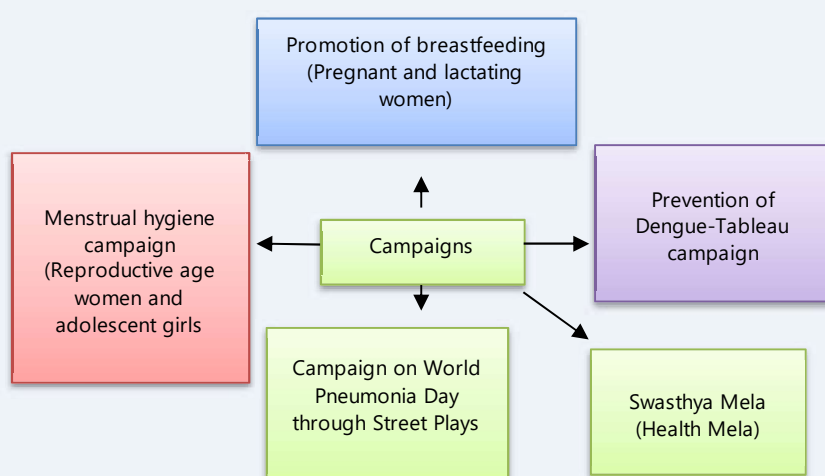 Promotion of breastfeeding
(Pregnant and lactating
women)
Menstrual hygiene
campaign
(Reproductive age
women and
adolescent girls
Campaigns
Prevention of
Dengue-Tableau
campaign
Campaign on World
Pneumonia Day
through Street Plays
Swasthya Mela
(Health Mela)